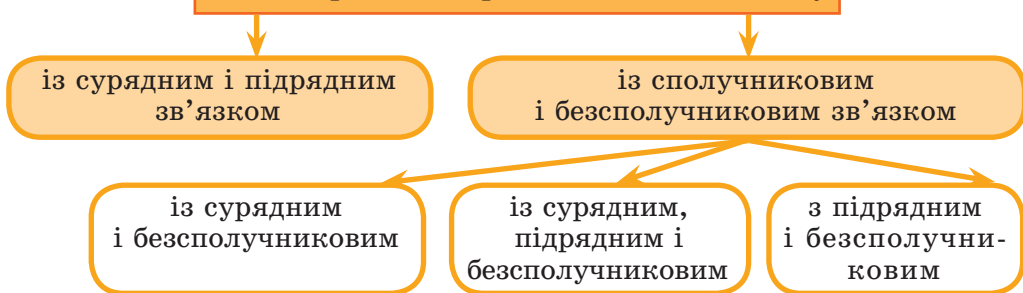 із сурядним і підрядним
зв’язком
із сполучниковим
і безсполучниковим зв’язком
із сурядним
і безсполучниковим
із сурядним,
підрядним і
безсполучниковим
з підрядним
і безсполучни-
ковим